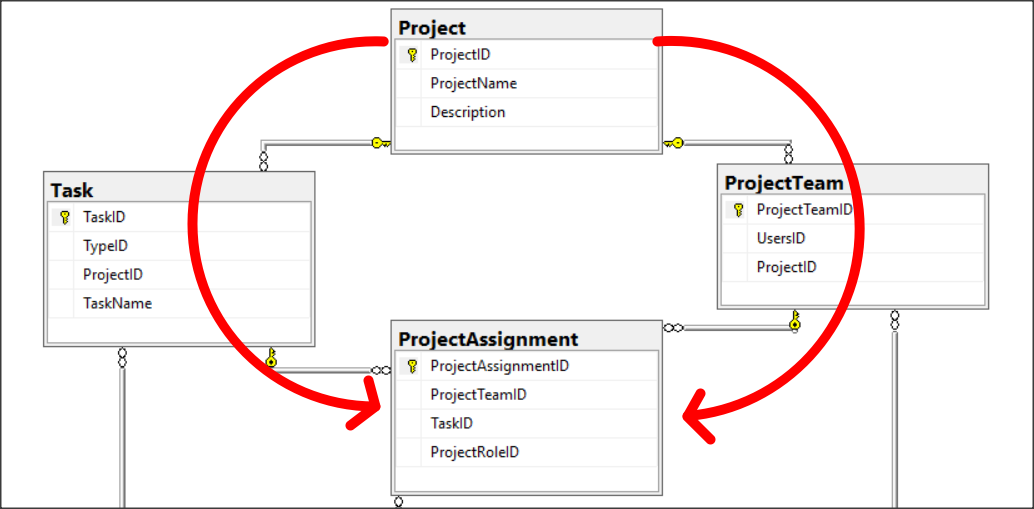 Project
ProjectID
ProjectName
Description
Task
TaskID
TypeID
ProjectID
TaskName
ProjectTeam
ProjectTeamID
UsersID
ProjectID
ProjectAssignment
ProjectAssignmentID
ProjectTeamID
TaskID
ProjectRoleID